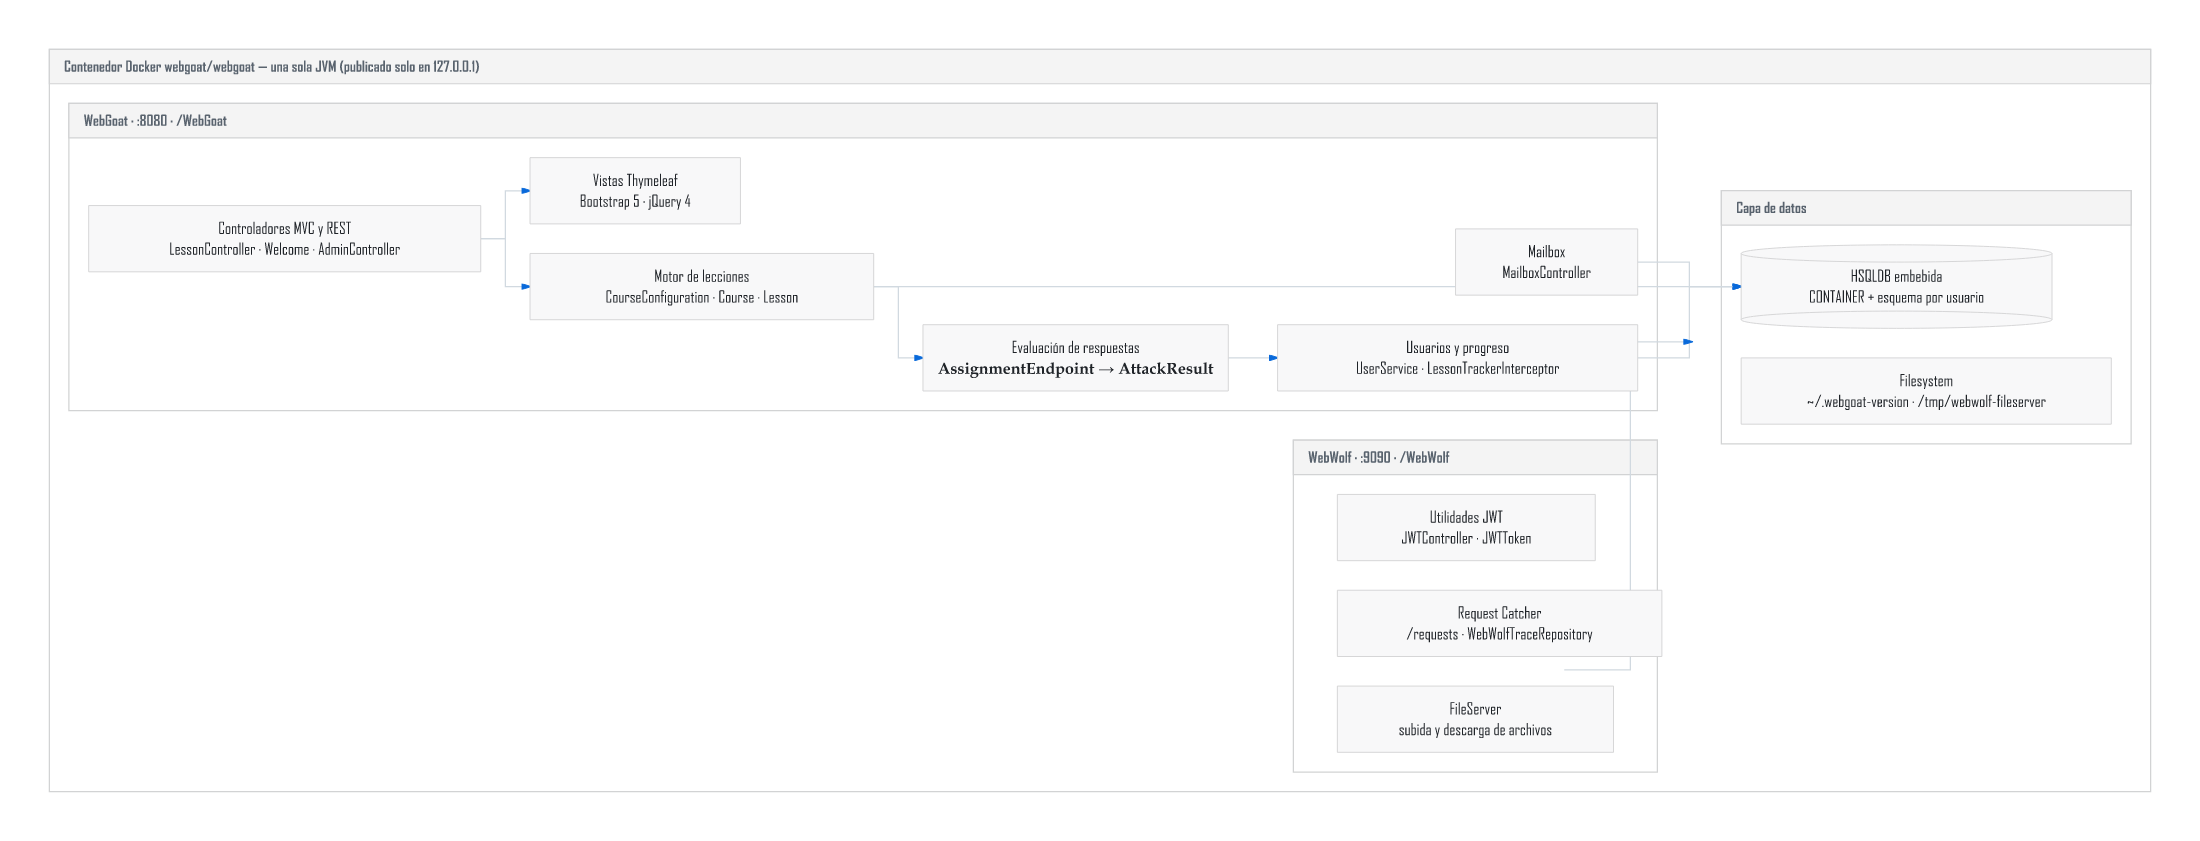 Contenedor Docker webgoat/webgoat — una sola JVM (publicado solo en 127.0.0.1)
WebGoat · :8080 · /WebGoat
Vistas Thymeleaf
Bootstrap 5 · jQuery 4
Controladores MVC y REST
LessonController · Welcome · AdminController
Motor de lecciones
CourseConfiguration · Course · Lesson
Mailbox
MailboxController
Evaluación de respuestas
AssignmentEndpoint → AttackResult
Usuarios y progreso
UserService · LessonTrackerInterceptor
Capa de datos
HSQLDB embebida
CONTAINER + esquema por usuario
Filesystem
~/.webgoat-version · /tmp/webwolf-fileserver
WebWolf · :9090 · /WebWolf
Utilidades JWT
JWTController · JWTToken
Request Catcher
/requests · WebWolfTraceRepository
FileServer
subida y descarga de archivos